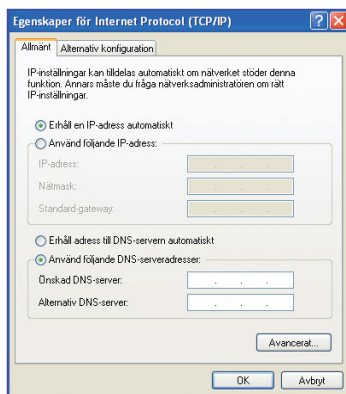 Egenskaper för Internet Protocol (TCP/IP)
Allmänt
Alternativ konfiguration
IP-inställningar kan tilldelas automatiskt om nätverket stöder denna
funktion. Annars måste du fråga nätverksadministratören om rätt
IP-inställningar.
Erhåll en IP-adress automatiskt
Använd följande IP-adress:
IP-adress:
Nätmask:
Standard-gateway:
Erhåll adress till DNS-servern automatiskt
Använd följande DNS-serveradresser:
Önskad DNS-server:
Alternativ DNS-server:
Avancerat...
OK
Avbryt